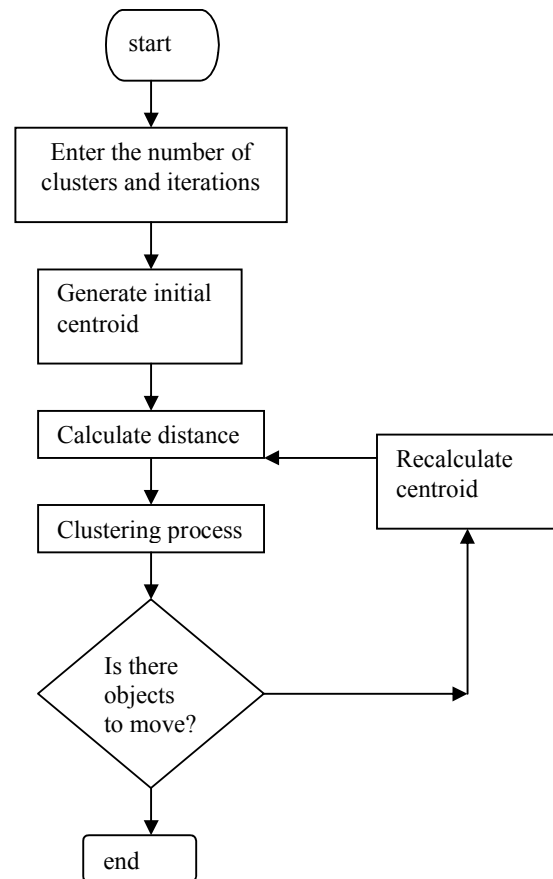 start
Enter the number of
clusters and iterations
Generate initial
centroid
Calculate distance
Recalculate
centroid
Clustering process
Is there
objects
to move?
end